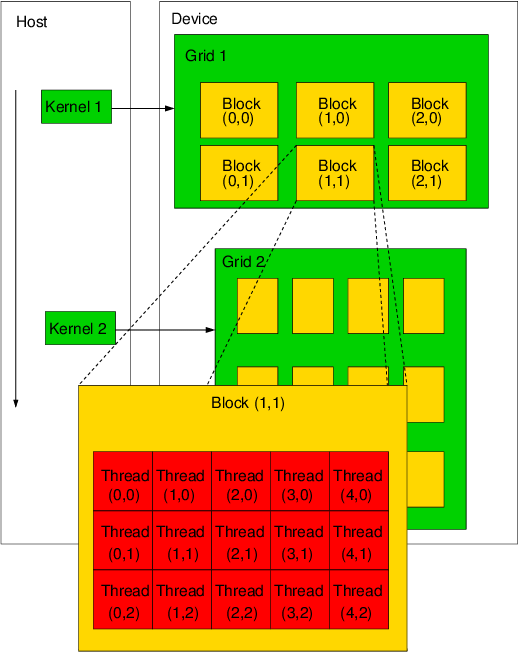 Host
Device
Grid 1
Kernel 1
Block
(0,0)
Block
(1,0)
Block
(2,0)
Block
(0,1)
Block
(1,1)
Block
(2,1)
Grid 2
Kernel 2
Block (1,1)
Thread
(0,0)
Thread
(1,0)
Thread
(2,0)
Thread
(3,0)
Thread
(4,0)
Thread
(0,1)
Thread
(1,1)
Thread
(2,1)
Thread
(3,1)
Thread
(4,1)
Thread
(0,2)
Thread
(1,2)
Thread
(2,2)
Thread
(3,2)
Thread
(4,2)